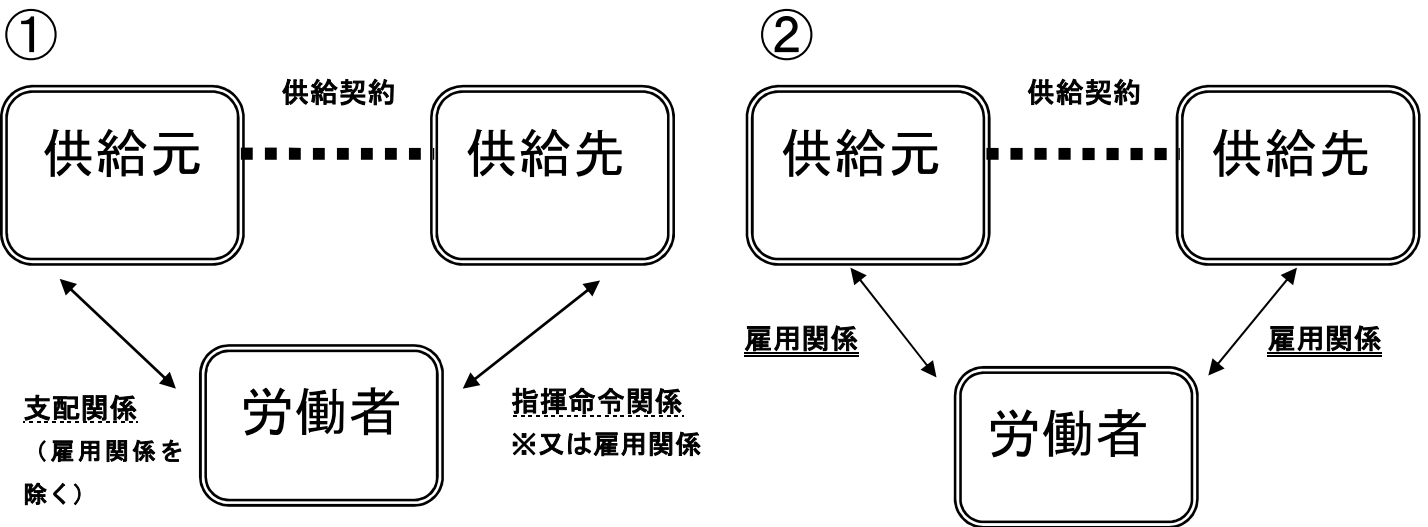 ①
供給契約
供給元
供給先
支配関係
（雇用関係を
除く）
労働者
指揮命令関係
※又は雇用関係
②
供給契約
供給元
供給先
雇用関係
雇用関係
労働者